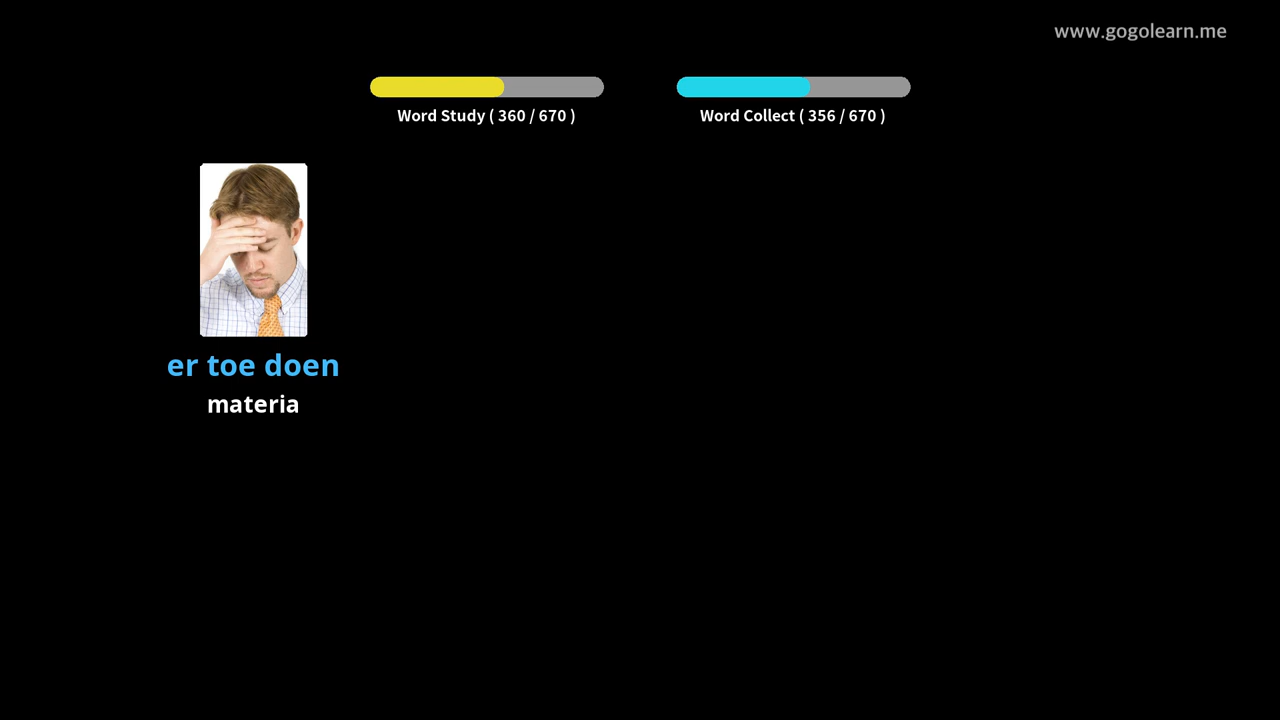 www.gogolearn.me
Word Study ( 360 / 670 )
Word Collect ( 356 / 670 )
er toe doen
materia